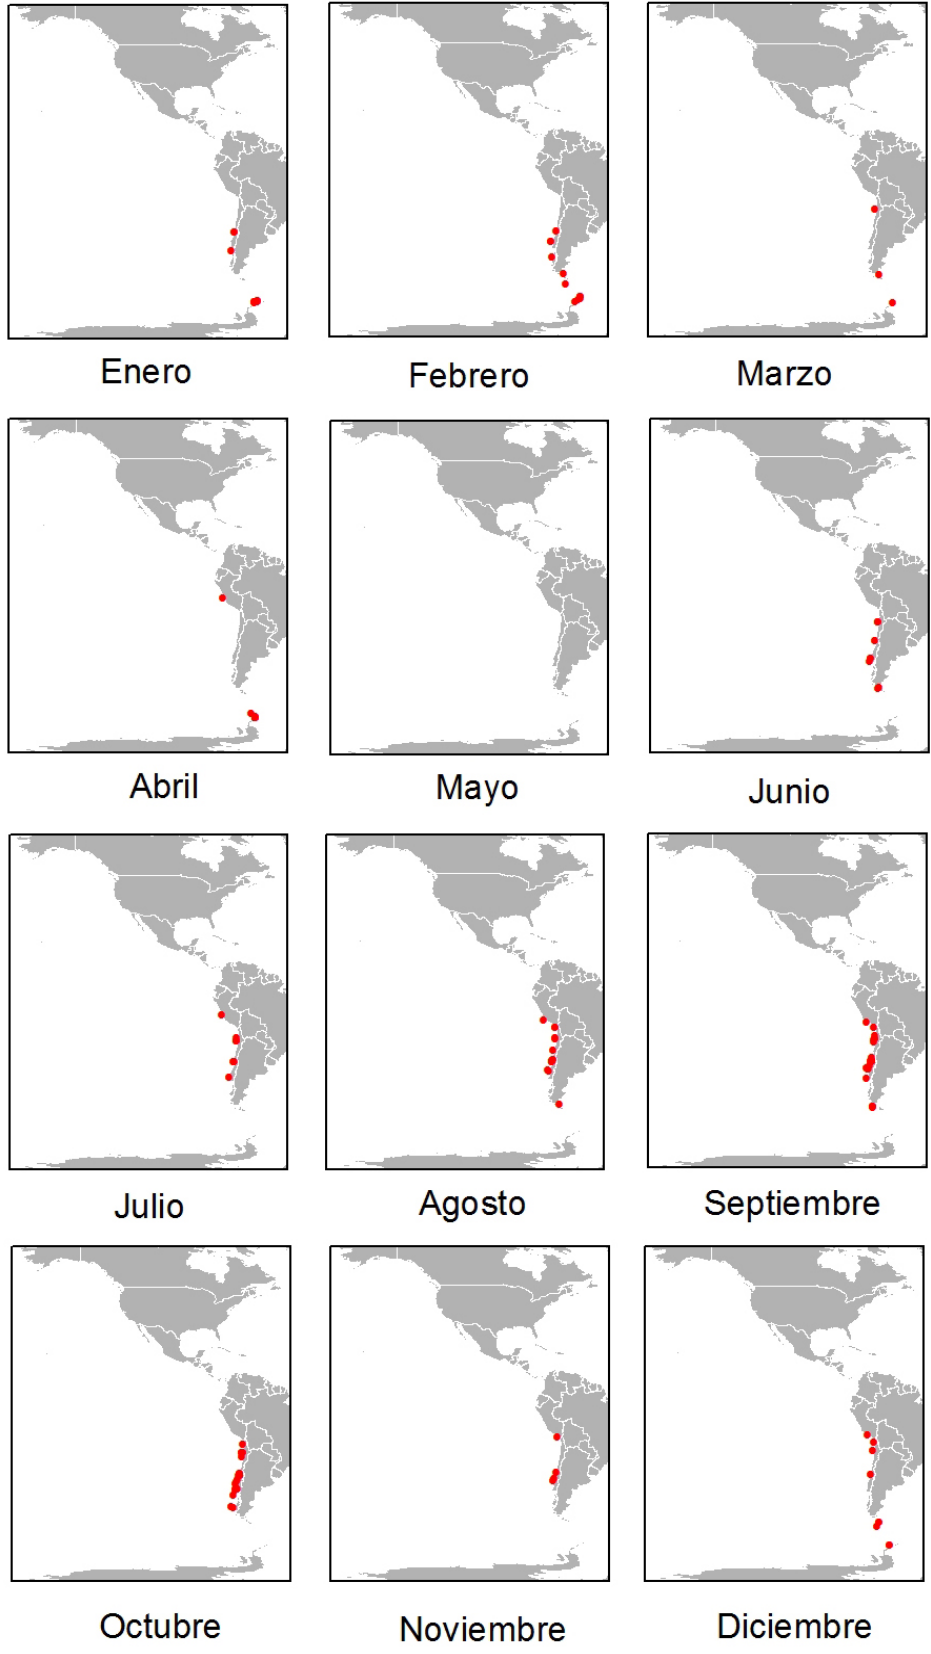 Enero
Febrero
Marzo
Abril
Mayo
Junio
Julio
Agosto
Septiembre
Octubre
Noviembre
Diciembre